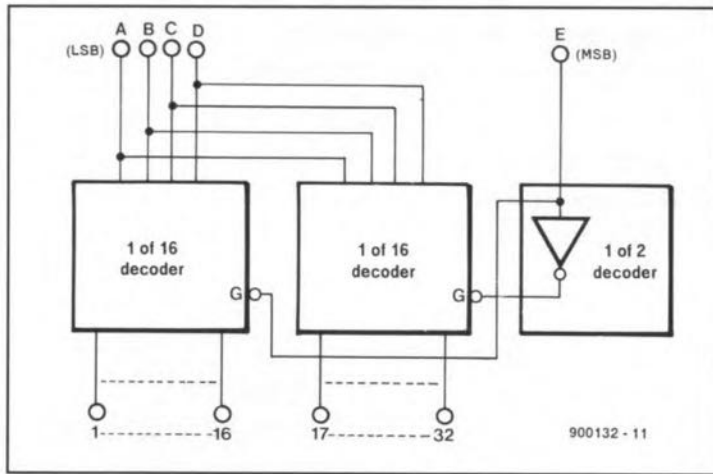 A B C D
(LSB)
E
(MSB)
1 of 16
decoder
G
1 of 16
decoder
G
1 of 2
decoder
1-------------16
17-------------32
900132 - 11